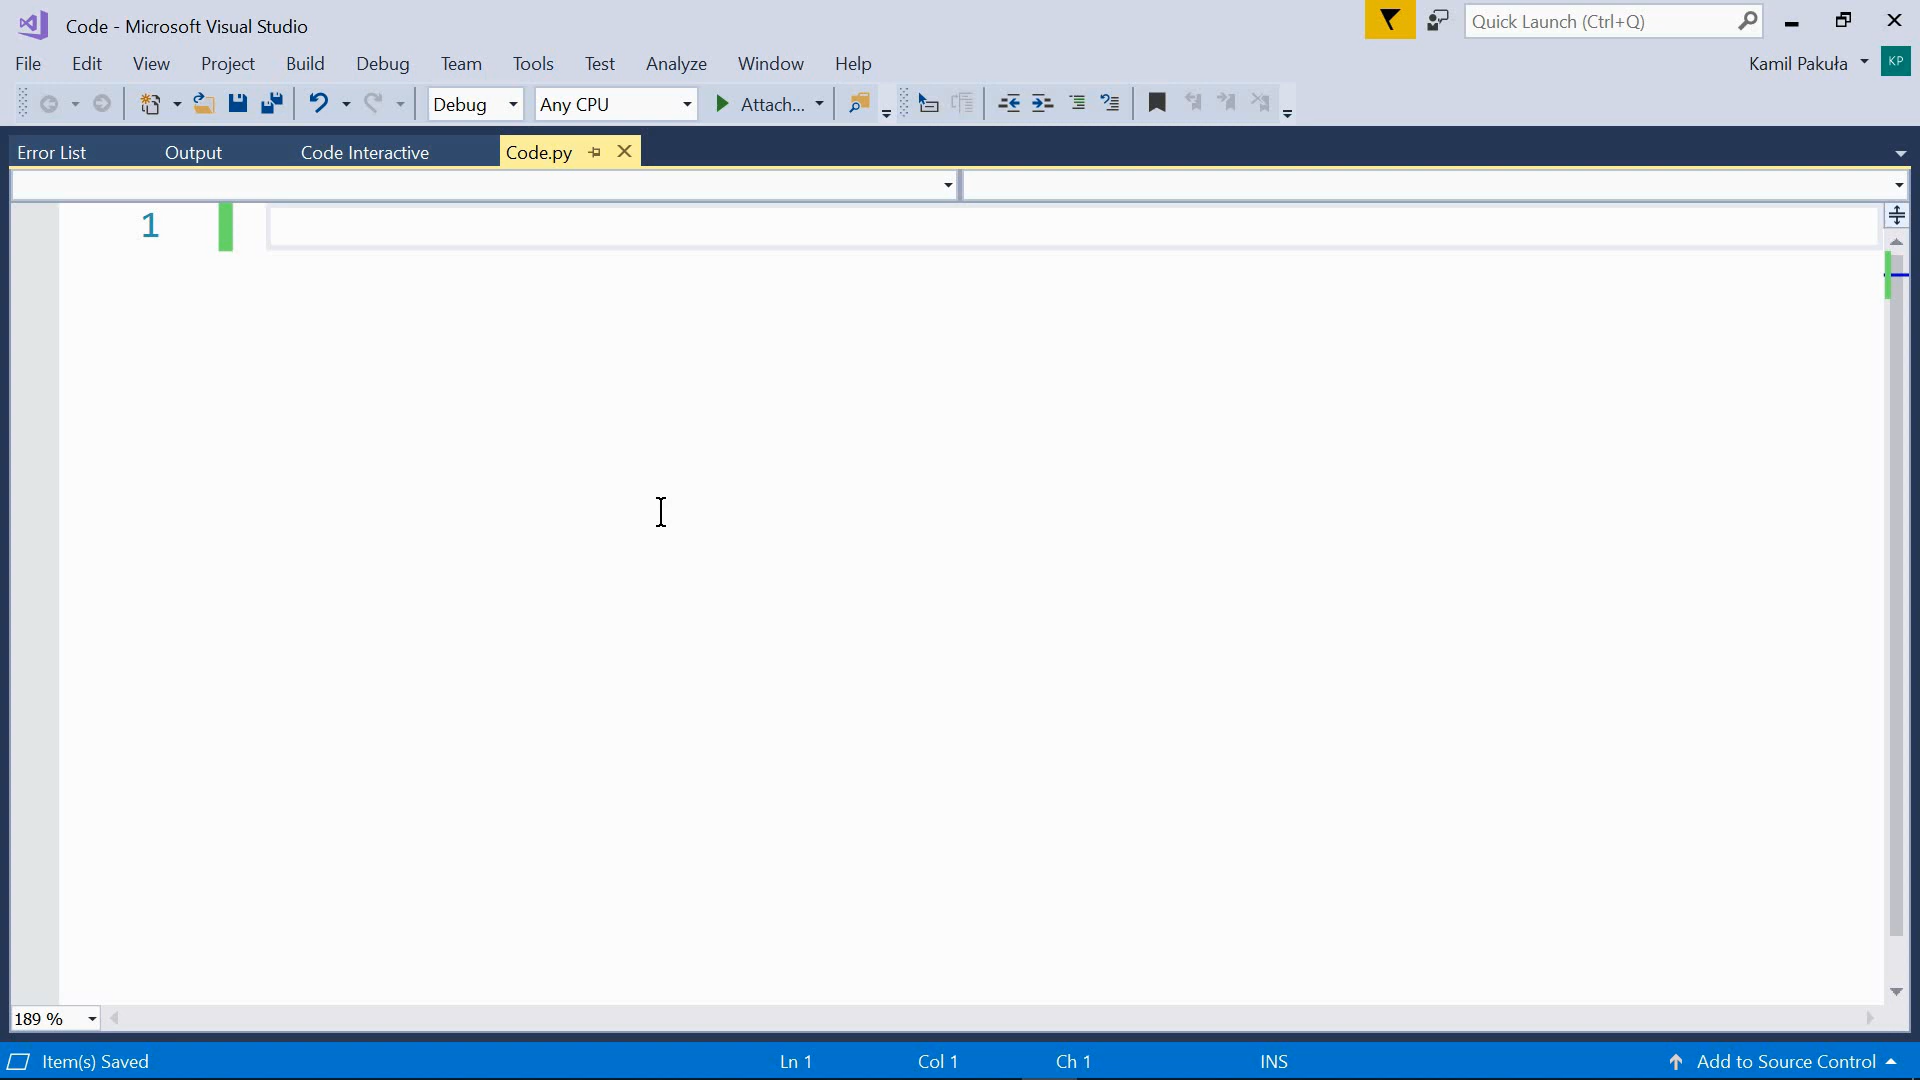 Code - Microsoft Visual Studio
Quick Launch (Ctrl+Q)
File Edit View Project Build Debug Team Tools Test Analyze Window Help
Kamil Pakuła KP
Debug Any CPU Attach...
Error List Output Code Interactive Code.py
1
189 %
Item(s) Saved Ln 1 Col 1 Ch 1 INS Add to Source Control